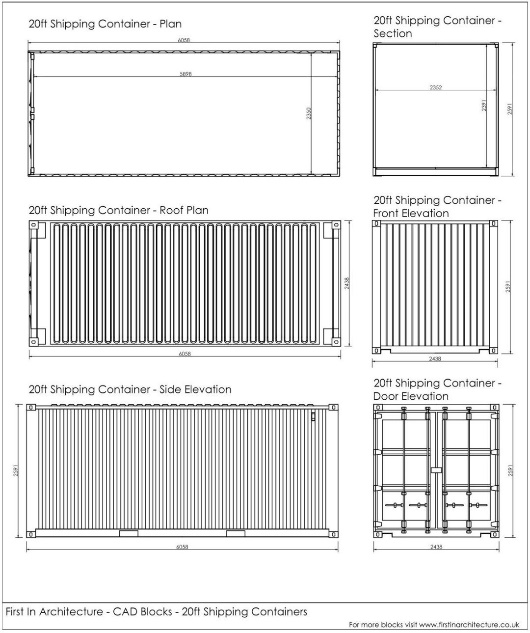 20ft Shipping Container - Plan
6058
5898
2350
20ft Shipping Container -
Section
2352
2391
2591
20ft Shipping Container - Roof Plan
2438
6058
20ft Shipping Container -
Front Elevation
2591
2438
20ft Shipping Container - Side Elevation
2591
6058
20ft Shipping Container -
Door Elevation
2591
2438
First In Architecture - CAD Blocks - 20ft Shipping Containers
For more blocks visit www.firstinarchitecture.co.uk